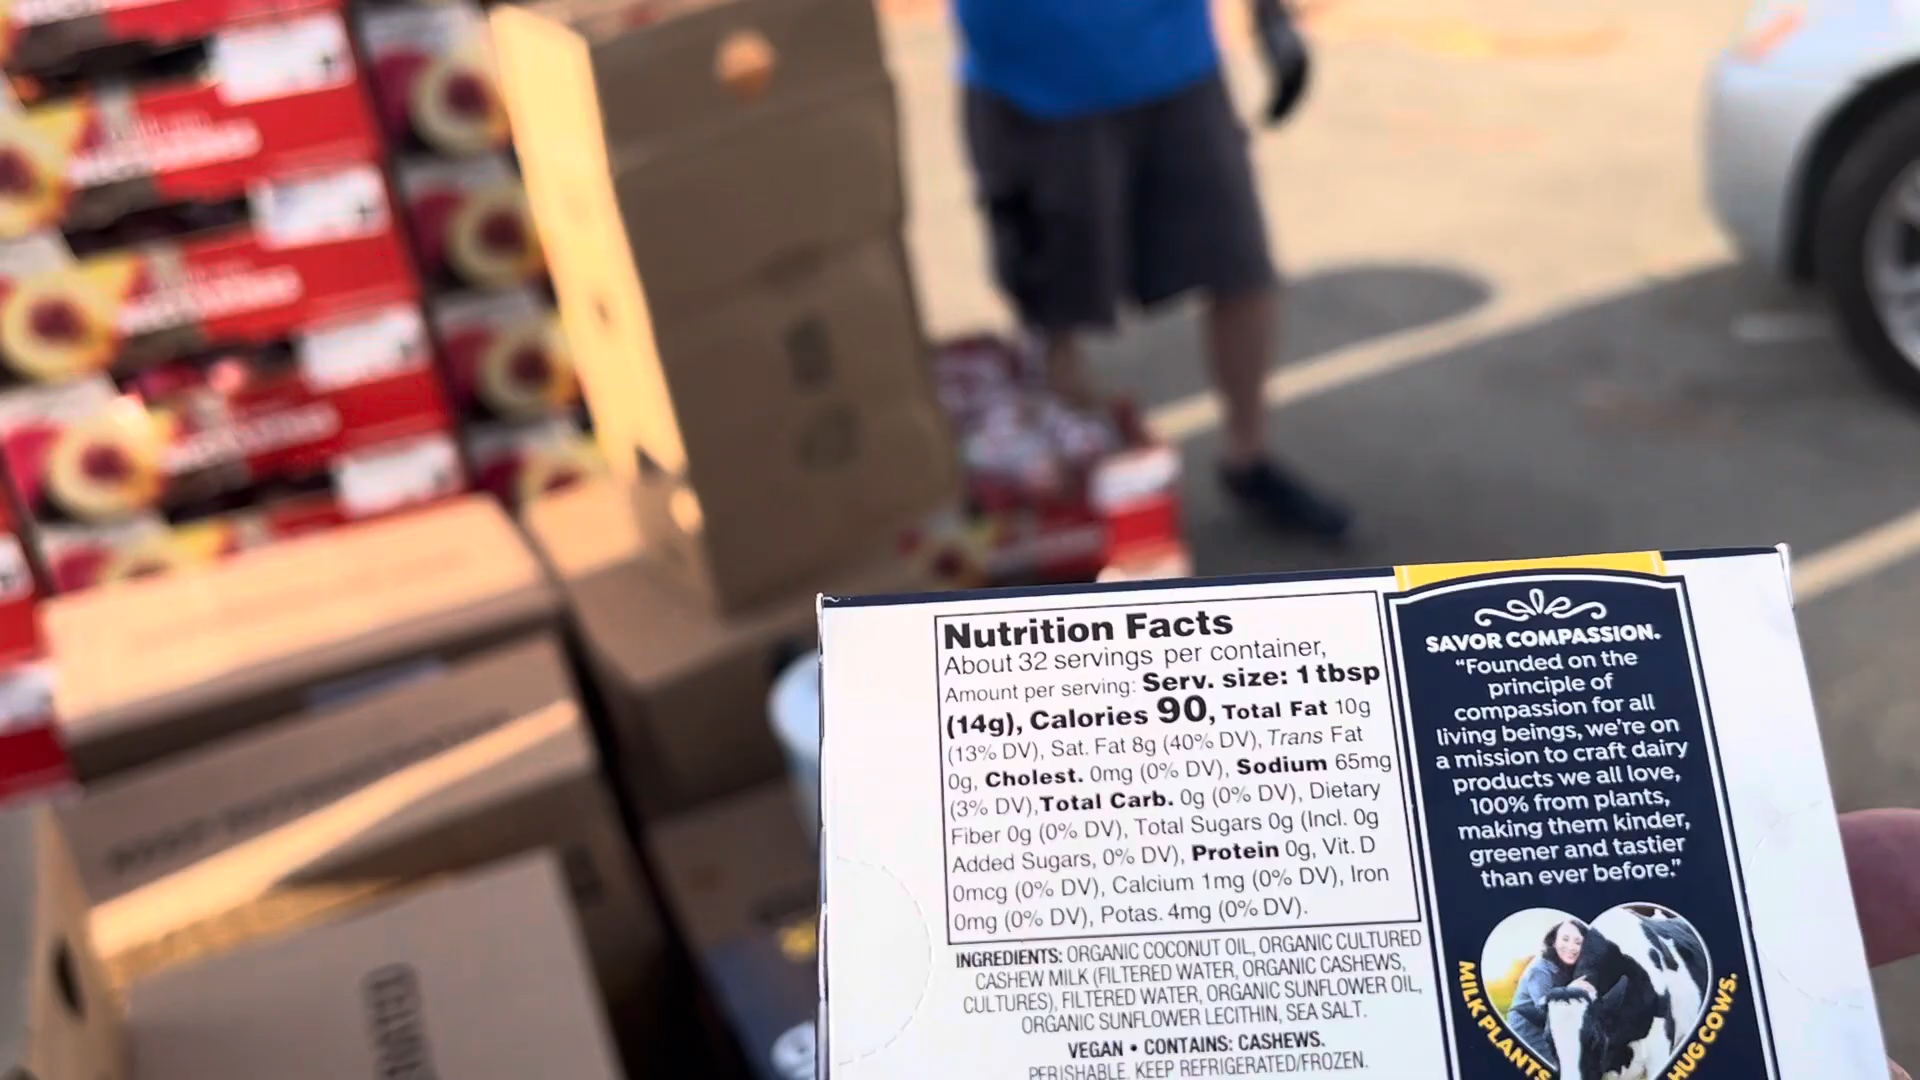 Nutrition Facts
About 32 servings per container,
Amount per serving: Serv. size: 1 tbsp
(14g), Calories 90, Total Fat 10g
(13% DV), Sat. Fat 8g (40% DV), Trans Fat
0g, Cholest. 0mg (0% DV), Sodium 65mg
(3% DV), Total Carb. 0g (0% DV), Dietary
Fiber 0g (0% DV), Total Sugars 0g (Incl. 0g
Added Sugars, 0% DV), Protein 0g, Vit. D
0mcg (0% DV), Calcium 1mg (0% DV), Iron
0mg (0% DV), Potas. 4mg (0% DV).
INGREDIENTS: ORGANIC COCONUT OIL, ORGANIC CULTURED
CASHEW MILK (FILTERED WATER, ORGANIC CASHEWS,
CULTURES), FILTERED WATER, ORGANIC SUNFLOWER OIL,
ORGANIC SUNFLOWER LECITHIN, SEA SALT.
VEGAN • CONTAINS: CASHEWS.
PERISHABLE. KEEP REFRIGERATED/FROZEN.
SAVOR COMPASSION.
"Founded on the
principle of
compassion for all
living beings, we're on
a mission to craft dairy
products we all love,
100% from plants,
making them kinder,
greener and tastier
than ever before."
MILK PLANTS
HUG COWS.